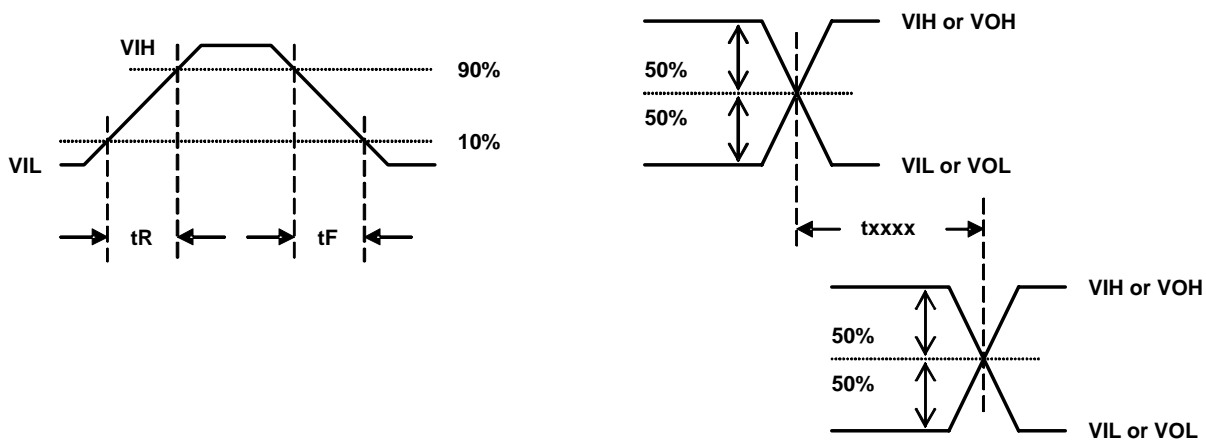 VIH
90%
10%
VIL
tR
tF
VIH or VOH
50%
50%
VIL or VOL
txxxx
VIH or VOH
50%
50%
VIL or VOL